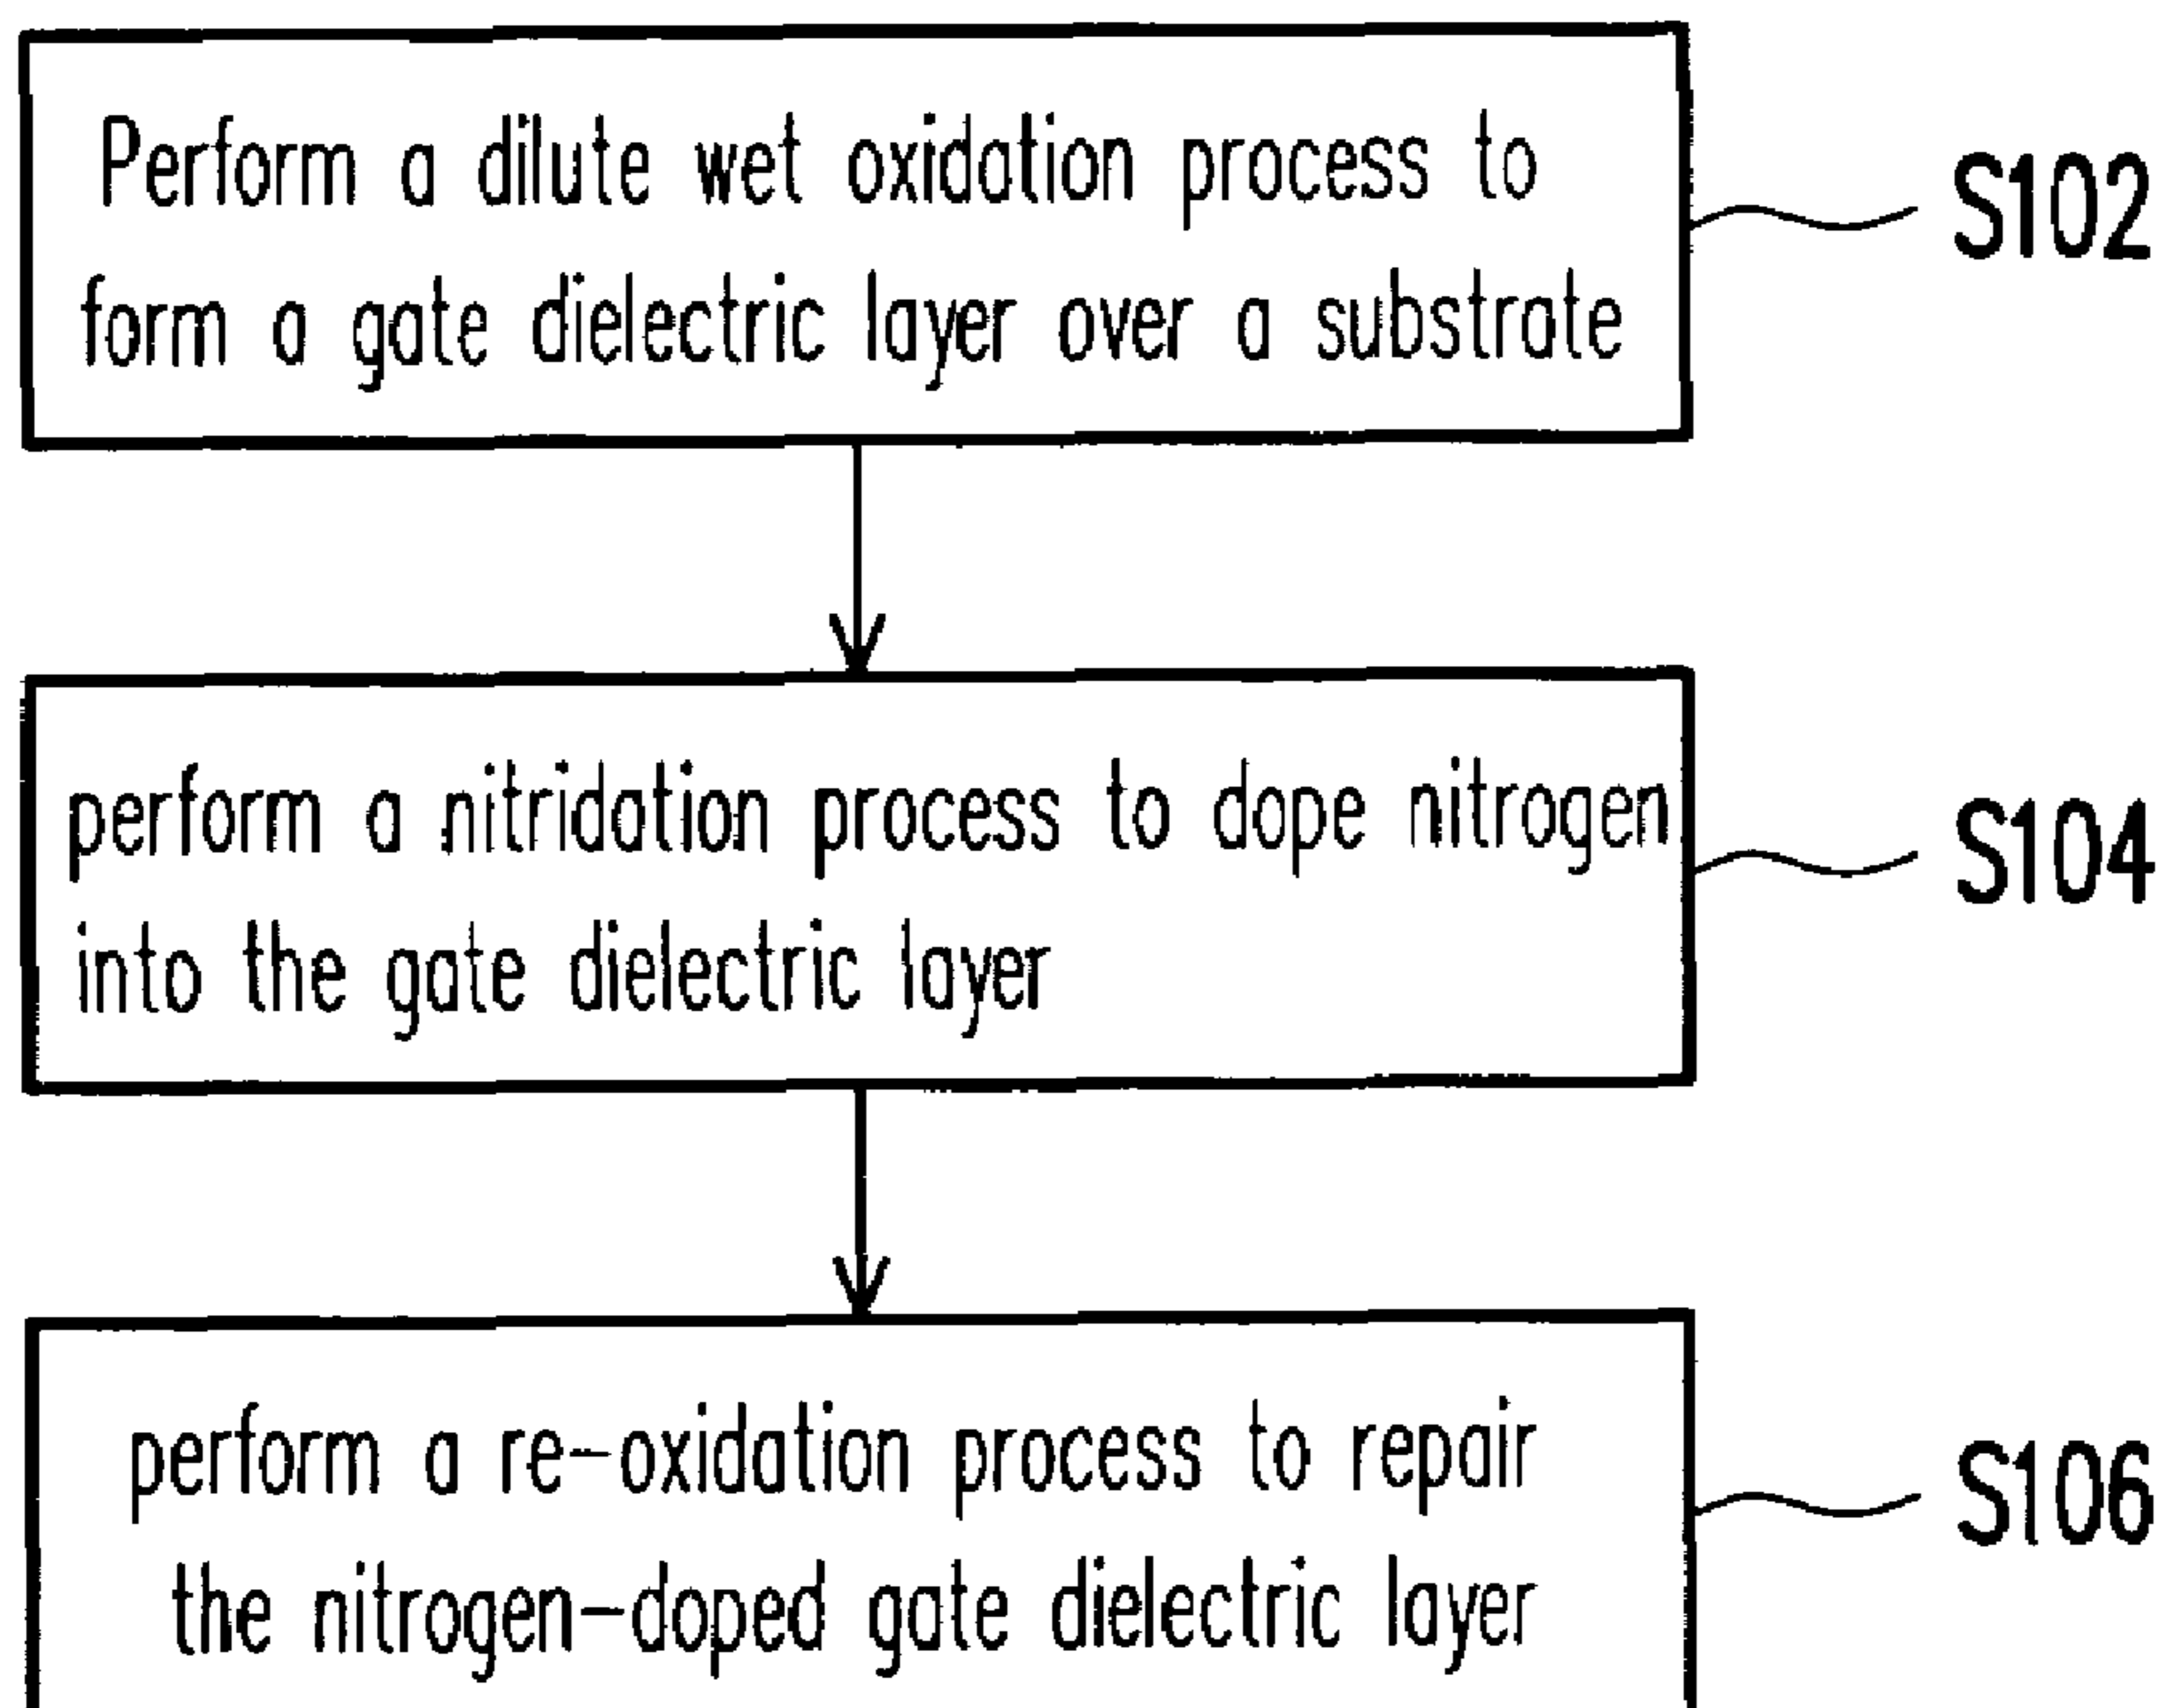 Perform a dilute wet oxidation process to
form a gate dielectric layer over a substrate
S102
perform a nitridation process to dope nitrogen
into the gate dielectric layer
S104
perform a re-oxidation process to repair
the nitrogen-doped gate dielectric layer
S106